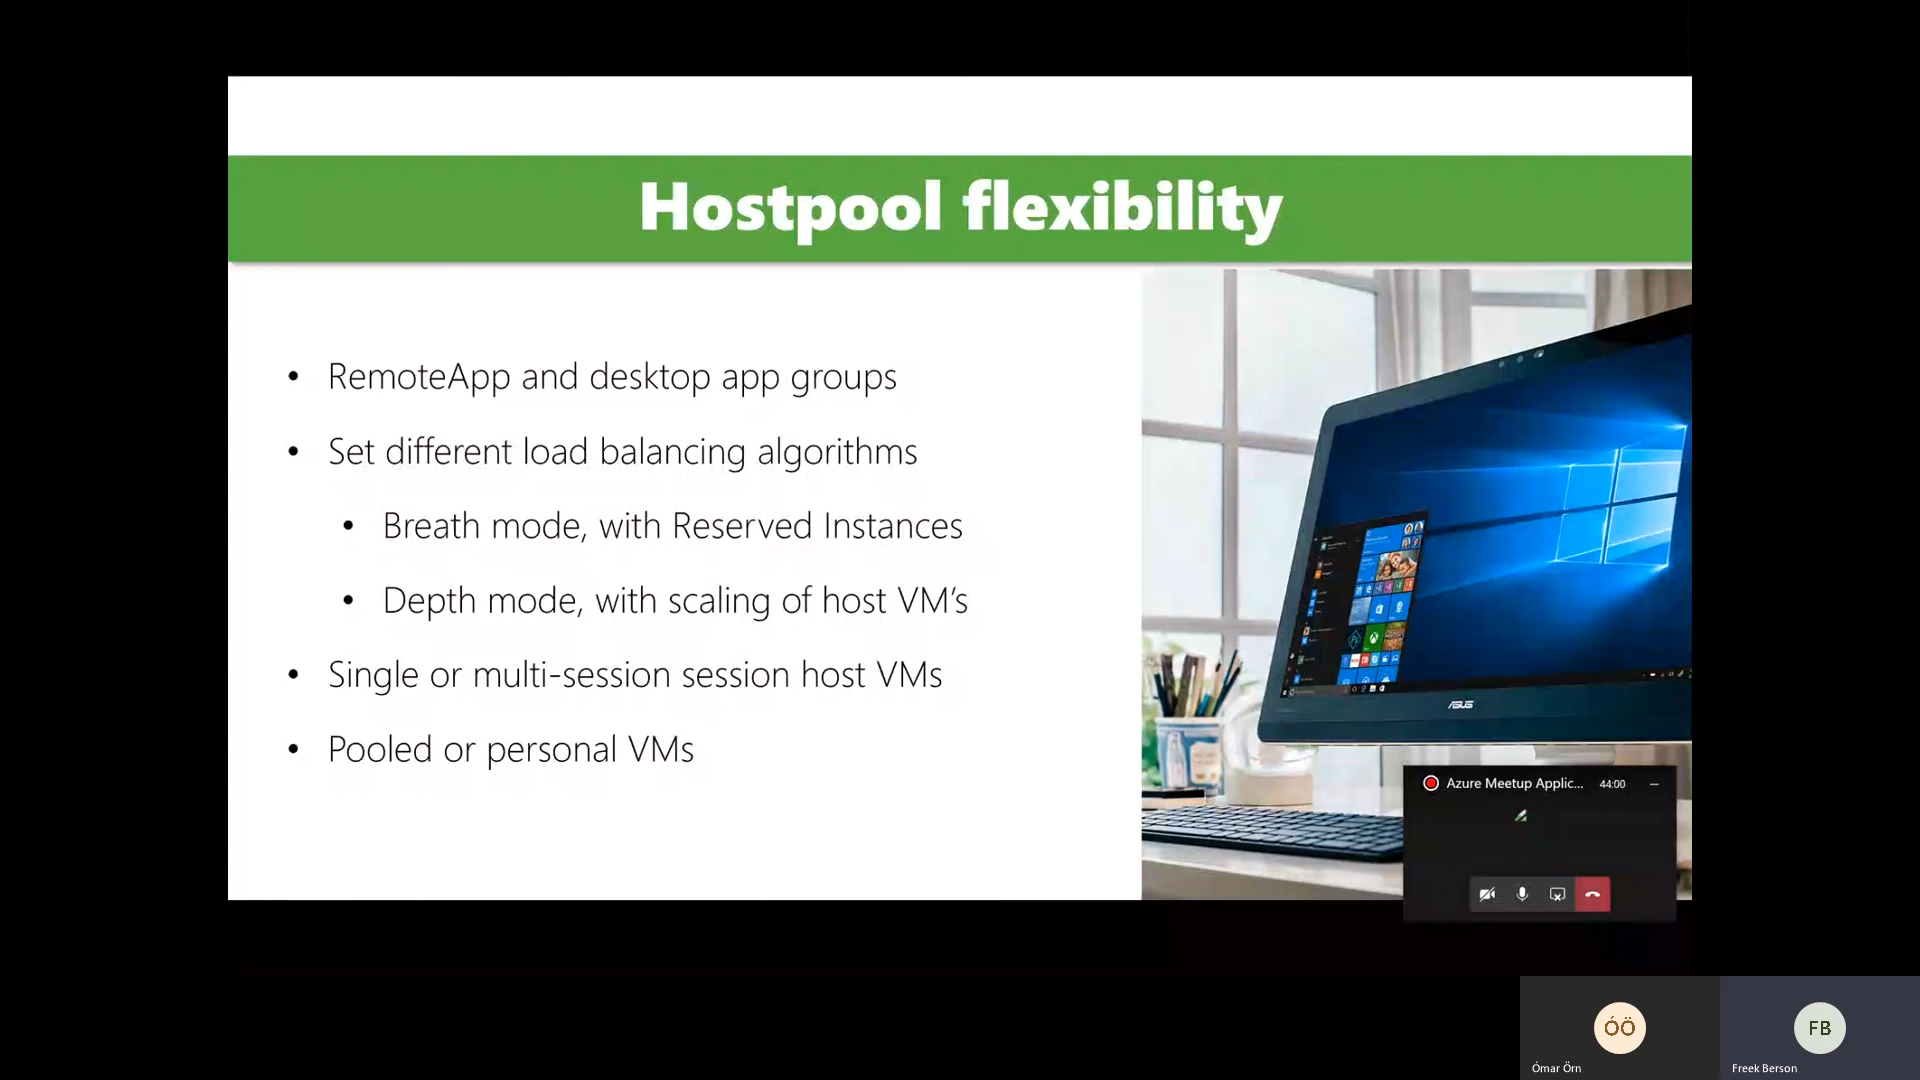 Hostpool flexibility
• RemoteApp and desktop app groups
• Set different load balancing algorithms
• Breath mode, with Reserved Instances
• Depth mode, with scaling of host VM’s
• Single or multi-session session host VMs
• Pooled or personal VMs
ASUS
Azure Meetup Applic... 44:00
ÓÖ
Ómar Örn
FB
Freek Berson